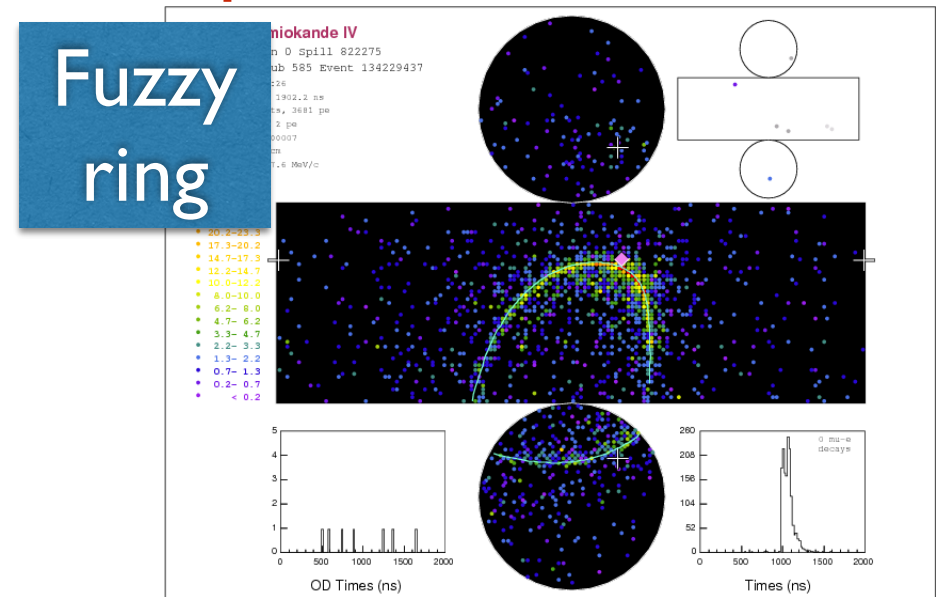 Fuzzy
ring
miokande IV
n 0 Spill 822275
ub 585 Event 134229437
:26
1902.2 ns
ts, 3681 pe
2 pe
00007
cm
7.6 MeV/c
20.2-23.3
17.3-20.2
14.7-17.3
12.2-14.7
10.0-12.2
8.0-10.0
6.2- 8.0
4.7- 6.2
3.3- 4.7
2.2- 3.3
1.3- 2.2
0.7- 1.3
0.2- 0.7
< 0.2
5
4
3
2
1
0
0 500 1000 1500 2000
OD Times (ns)
0 mu-e
decays
260
208
156
104
52
0
0 500 1000 1500 2000
Times (ns)